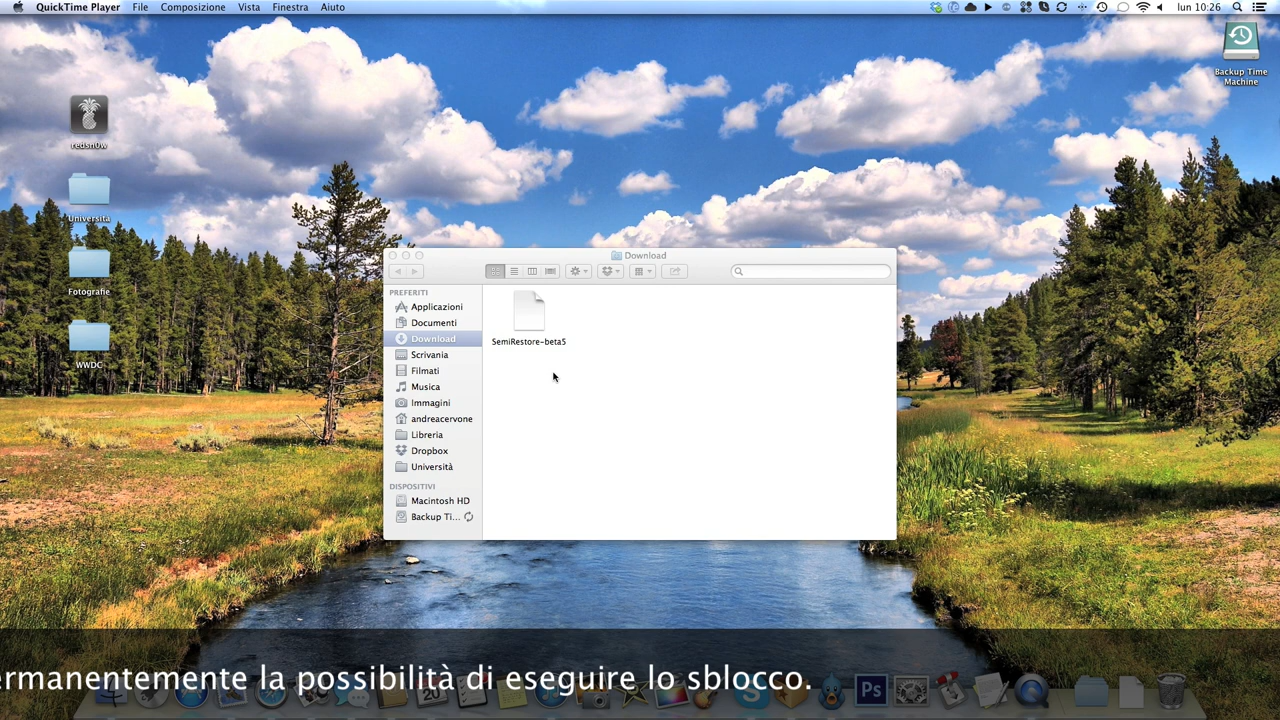 QuickTime Player File Composizione Vista Finestra Aiuto
lun 10:26
Backup Time
Machine
redsn0w
Università
Fotografie
WWDC
Download
PREFERITI
Applicazioni
Documenti
Download
Scrivania
Filmati
Musica
Immagini
andreacervone
Libreria
Dropbox
Università
DISPOSITIVI
Macintosh HD
Backup Ti...
SemiRestore-beta5
ermanentemente la possibilità di eseguire lo sblocco.
20
Ps